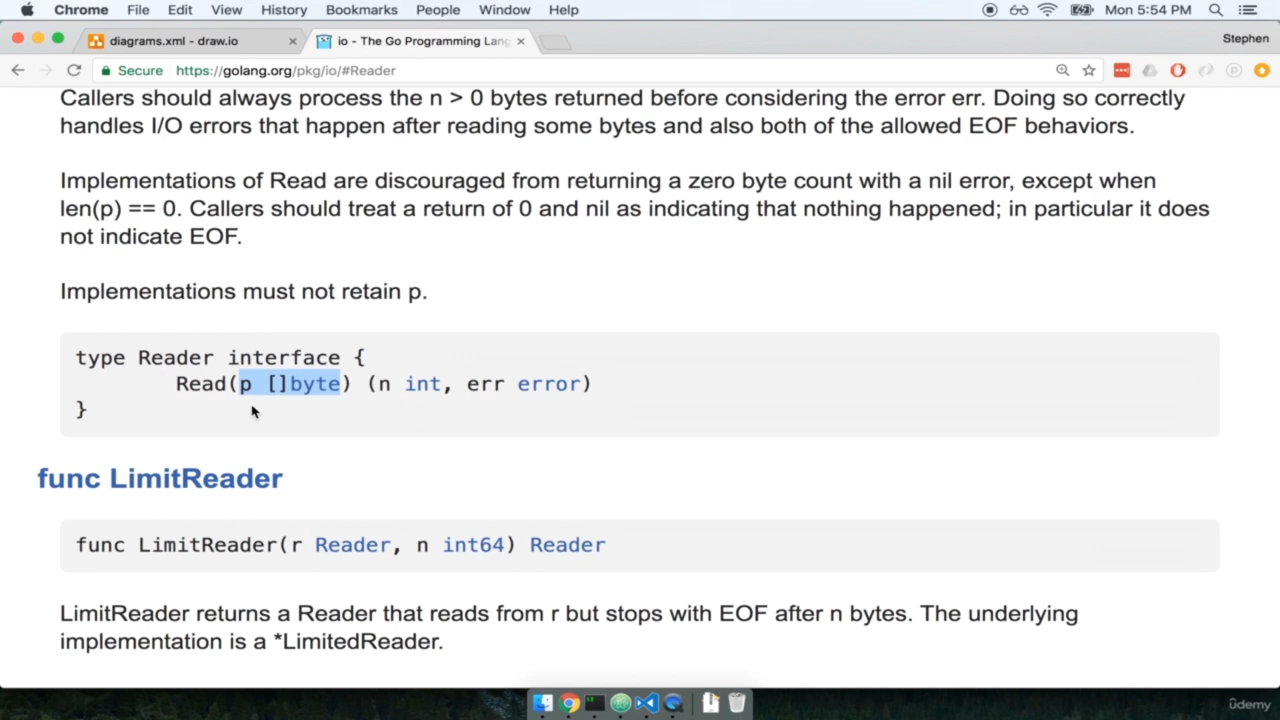 Chrome File Edit View History Bookmarks People Window Help Mon 5:54 PM
diagrams.xml - draw.io io - The Go Programming Lang Stephen
Secure https://golang.org/pkg/io/#Reader
Callers should always process the n > 0 bytes returned before considering the error err. Doing so correctly
handles I/O errors that happen after reading some bytes and also both of the allowed EOF behaviors.
Implementations of Read are discouraged from returning a zero byte count with a nil error, except when
len(p) == 0. Callers should treat a return of 0 and nil as indicating that nothing happened; in particular it does
not indicate EOF.
Implementations must not retain p.
type Reader interface {
Read(p []byte) (n int, err error)
}
func LimitReader
func LimitReader(r Reader, n int64) Reader
LimitReader returns a Reader that reads from r but stops with EOF after n bytes. The underlying
implementation is a *LimitedReader.
ûdemy